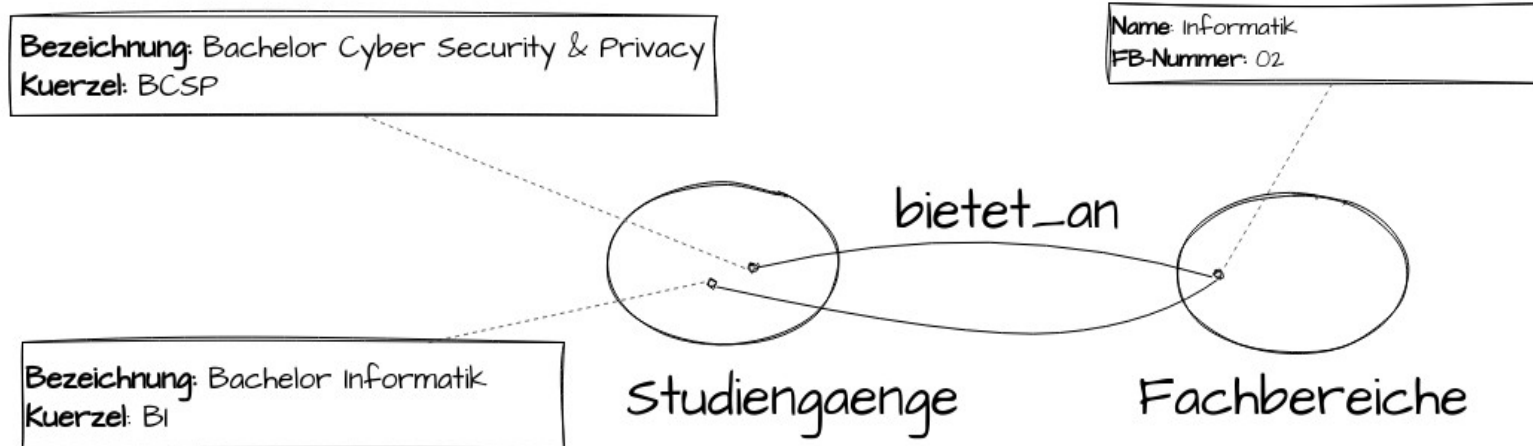 Bezeichnung: Bachelor Cyber Security & Privacy
Kuerzel: BCSP
Name: Informatik
FB-Nummer: 02
bietet_an
Bezeichnung: Bachelor Informatik
Kuerzel: BI
Studiengaenge
Fachbereiche